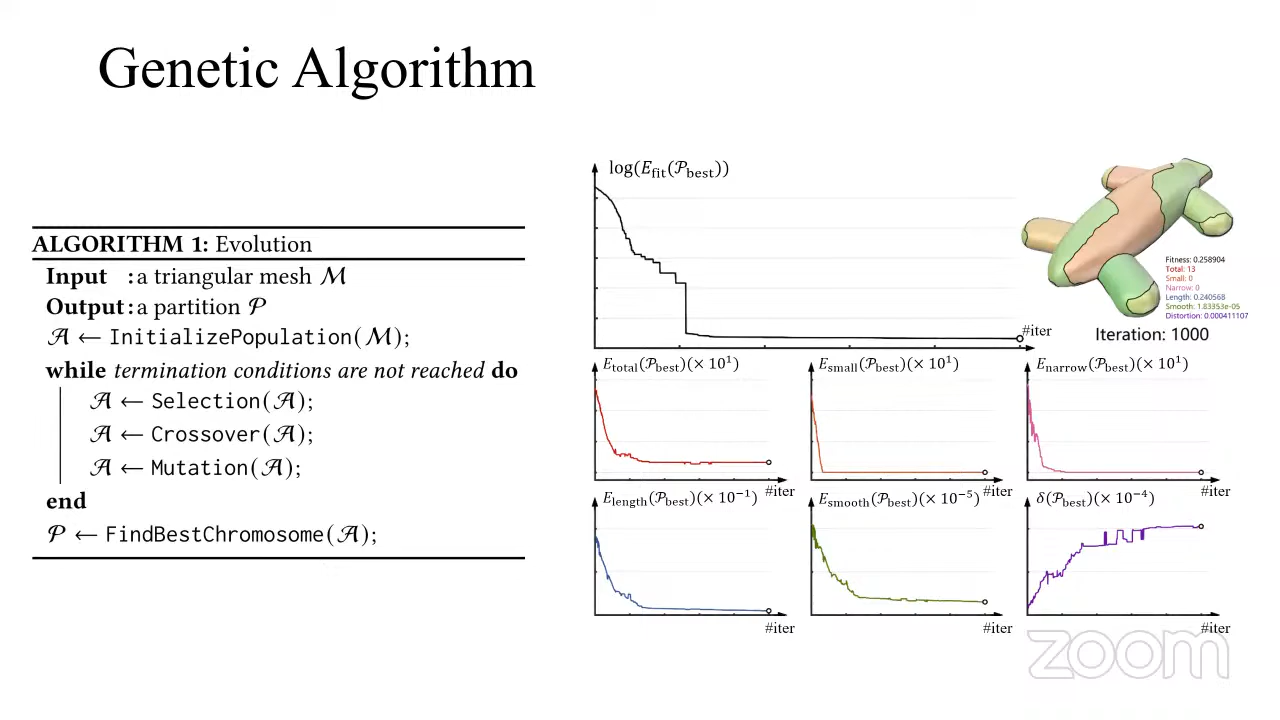 Genetic Algorithm
ALGORITHM 1: Evolution
Input : a triangular mesh ℳ
Output : a partition 𝒫
𝒜 ← InitializePopulation(ℳ);
while termination conditions are not reached do
𝒜 ← Selection(𝒜);
𝒜 ← Crossover(𝒜);
𝒜 ← Mutation(𝒜);
end
𝒫 ← FindBestChromosome(𝒜);
log(E_fit(𝒫_best))
#iter
Fitness: 0.258904
Total: 13
Small: 0
Narrow: 0
Length: 0.240568
Smooth: 1.83353e-05
Distortion: 0.000411107
Iteration: 1000
E_total(𝒫_best)(× 10¹)
#iter
E_small(𝒫_best)(× 10¹)
#iter
E_narrow(𝒫_best)(× 10¹)
#iter
E_length(𝒫_best)(× 10⁻¹)
#iter
E_smooth(𝒫_best)(× 10⁻⁵)
#iter
δ(𝒫_best)(× 10⁻⁴)
#iter
zoom